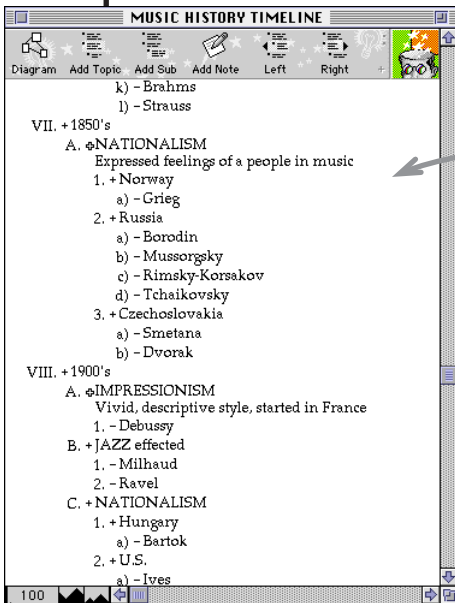 MUSIC HISTORY TIMELINE
Diagram Add Topic Add Sub Add Note Left Right
k) - Brahms
l) - Strauss
VII. + 1850's
A. +NATIONALISM
Expressed feelings of a people in music
1. + Norway
a) - Grieg
2. + Russia
a) - Borodin
b) - Mussorgsky
c) - Rimsky-Korsakov
d) - Tchaikovsky
3. + Czechoslovakia
a) - Smetana
b) - Dvorak
VIII. + 1900's
A. +IMPRESSIONISM
Vivid, descriptive style, started in France
1. - Debussy
B. + JAZZ effected
1. - Milhaud
2. - Ravel
C. + NATIONALISM
1. + Hungary
a) - Bartok
2. + U.S.
a) - Ives
100